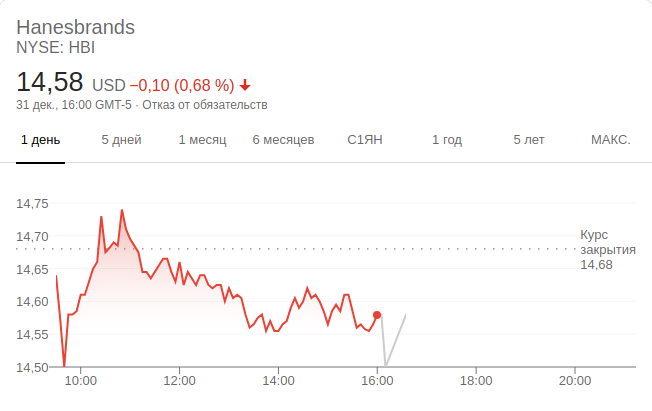 Hanesbrands
NYSE: HBI
14,58 USD −0,10 (0,68 %)
31 дек., 16:00 GMT-5 · Отказ от обязательств
1 день 5 дней 1 месяц 6 месяцев С1ЯН 1 год 5 лет МАКС.
14,75
14,70
14,65
14,60
14,55
14,50
Курс
закрытия
14,68
10:00 12:00 14:00 16:00 18:00 20:00